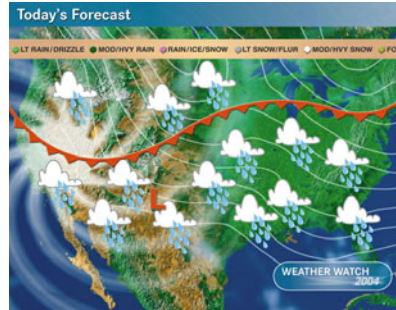 Today's Forecast
LT RAIN/DRIZZLE MOD/HVY RAIN RAIN/ICE/SNOW LT SNOW/FLUR MOD/HVY SNOW FO
L
WEATHER WATCH
2004